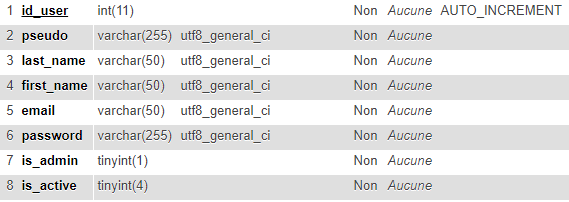 1 id_user int(11) Non Aucune AUTO_INCREMENT
2 pseudo varchar(255) utf8_general_ci Non Aucune
3 last_name varchar(50) utf8_general_ci Non Aucune
4 first_name varchar(50) utf8_general_ci Non Aucune
5 email varchar(50) utf8_general_ci Non Aucune
6 password varchar(255) utf8_general_ci Non Aucune
7 is_admin tinyint(1) Non Aucune
8 is_active tinyint(4) Non Aucune